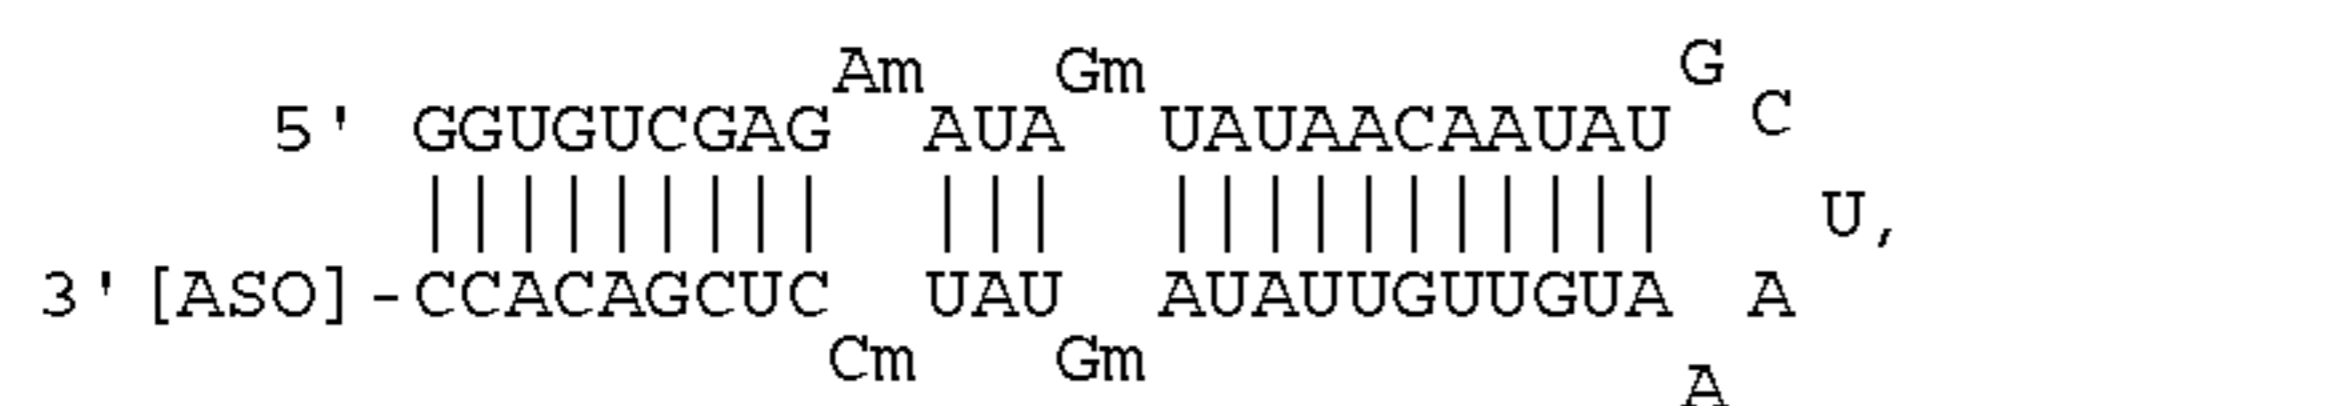 Am Gm G
5' GGUGUCGAG AUA UAUAACAAUAU C
||||||||| ||| ||||||||||| U,
3' [ASO]-CCACAGCUC UAU AUAUUGUUGUA A
Cm Gm A